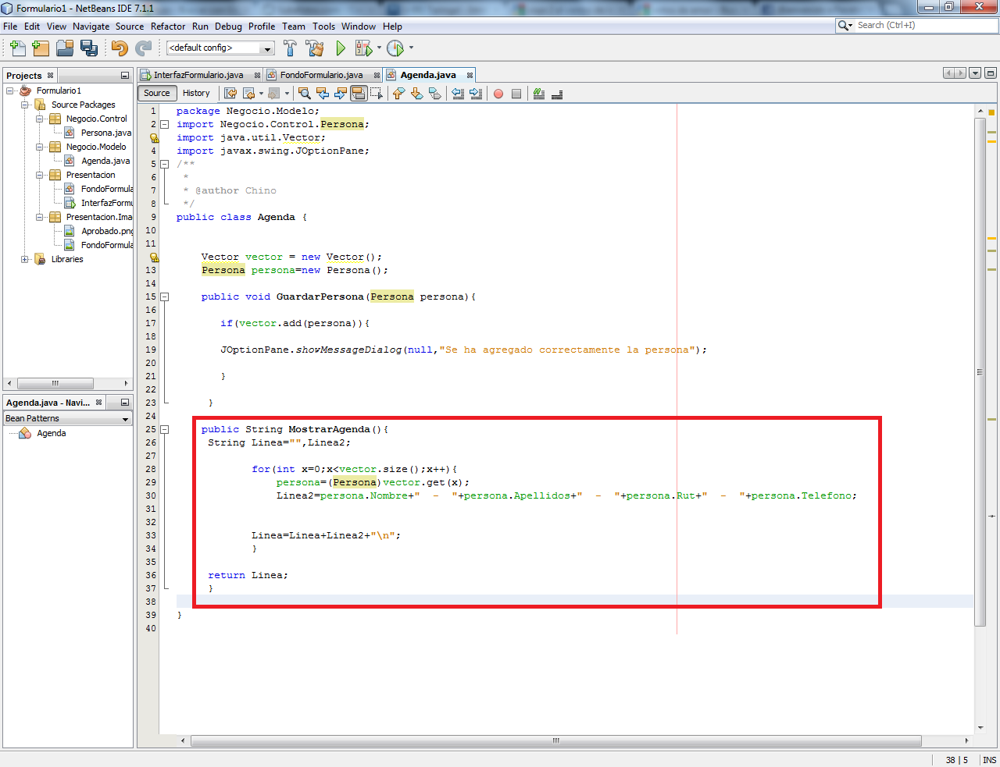 Formulario1 - NetBeans IDE 7.1.1
File Edit View Navigate Source Refactor Run Debug Profile Team Tools Window Help
Search (Ctrl+I)
<default config>
Projects
InterfazFormulario.java
FondoFormulario.java
Agenda.java
Source History
Formulario1
Source Packages
Negocio.Control
Persona.java
Negocio.Modelo
Agenda.java
Presentacion
FondoFormula
InterfazFormu
Presentacion.Ima
Aprobado.png
FondoFormula
Libraries
Agenda.java - Navi...
Bean Patterns
Agenda
1 package Negocio.Modelo;
2 import Negocio.Control.Persona;
import java.util.Vector;
4 import javax.swing.JOptionPane;
5 /**
6 *
7 * @author Chino
8 */
9 public class Agenda {
10
11
Vector vector = new Vector();
13 Persona persona=new Persona();
14
15 public void GuardarPersona(Persona persona){
16
17 if(vector.add(persona)){
18
19 JOptionPane.showMessageDialog(null,"Se ha agregado correctamente la persona");
20
21 }
22
23 }
24
25 public String MostrarAgenda(){
26 String Linea="",Linea2;
27
28 for(int x=0;x<vector.size();x++){
29 persona=(Persona)vector.get(x);
30 Linea2=persona.Nombre+" - "+persona.Apellidos+" - "+persona.Rut+" - "+persona.Telefono;
31
32
33 Linea=Linea+Linea2+"\n";
34 }
35
36 return Linea;
37 }
38
39 }
40
38 | 5 INS